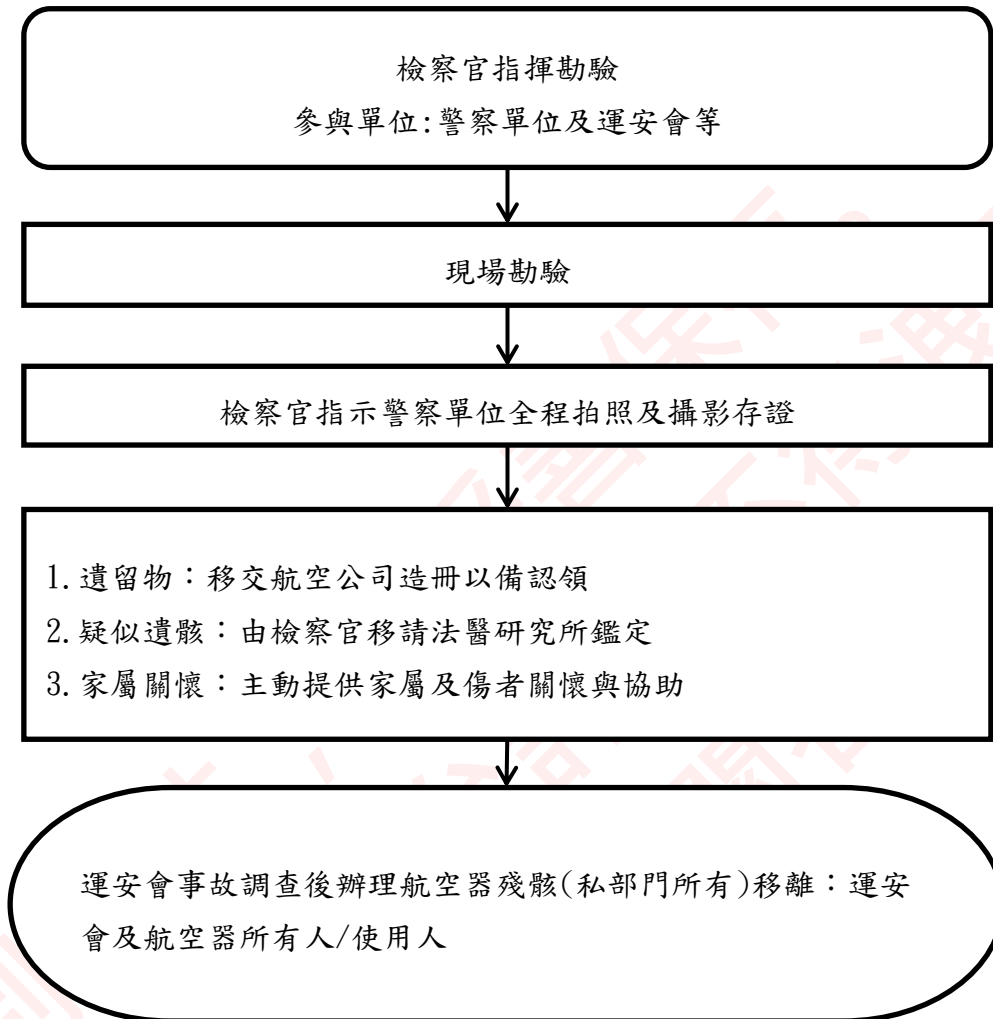 檢察官指揮勘驗
參與單位:警察單位及運安會等
現場勘驗
檢察官指示警察單位全程拍照及攝影存證
1.遺留物：移交航空公司造冊以備認領
2.疑似遺骸：由檢察官移請法醫研究所鑑定
3.家屬關懷：主動提供家屬及傷者關懷與協助
運安會事故調查後辦理航空器殘骸(私部門所有)移離：運安
會及航空器所有人/使用人